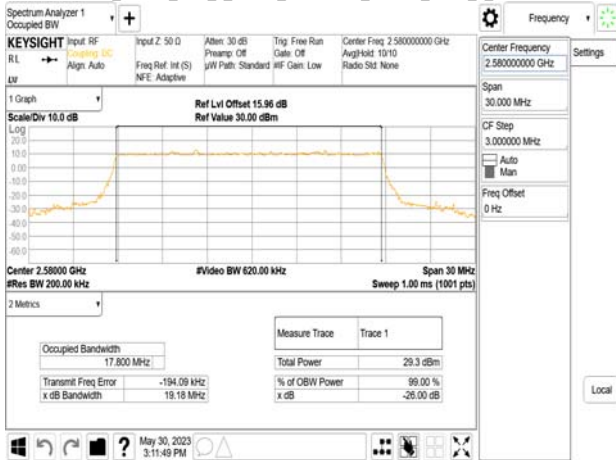 Spectrum Analyzer 1
Occupied BW
Frequency
KEYSIGHT
RL
Input: RF
Coupling: DC
Align: Auto
Input Z: 50 Ω
Freq Ref: Int (S)
NFE: Adaptive
Atten: 30 dB
Preamp: Off
µW Path: Standard
Trig: Free Run
Gate: Off
#IF Gain: Low
Center Freq: 2.580000000 GHz
Avg|Hold: 10/10
Radio Std: None
Center Frequency
2.580000000 GHz
Settings
Span
30.000 MHz
CF Step
3.000000 MHz
Auto
Man
Freq Offset
0 Hz
Local
1 Graph
Scale/Div 10.0 dB
Ref Lvl Offset 15.96 dB
Ref Value 30.00 dBm
Log
20.0
10.0
0.00
-10.0
-20.0
-30.0
-40.0
-50.0
-60.0
Center 2.58000 GHz
#Res BW 200.00 kHz
#Video BW 620.00 kHz
Span 30 MHz
Sweep 1.00 ms (1001 pts)
2 Metrics
Measure Trace Trace 1
Occupied Bandwidth
17.800 MHz
Total Power 29.3 dBm
Transmit Freq Error -194.09 kHz
% of OBW Power 99.00 %
x dB Bandwidth 19.18 MHz
x dB -26.00 dB
May 30, 2023
3:11:49 PM